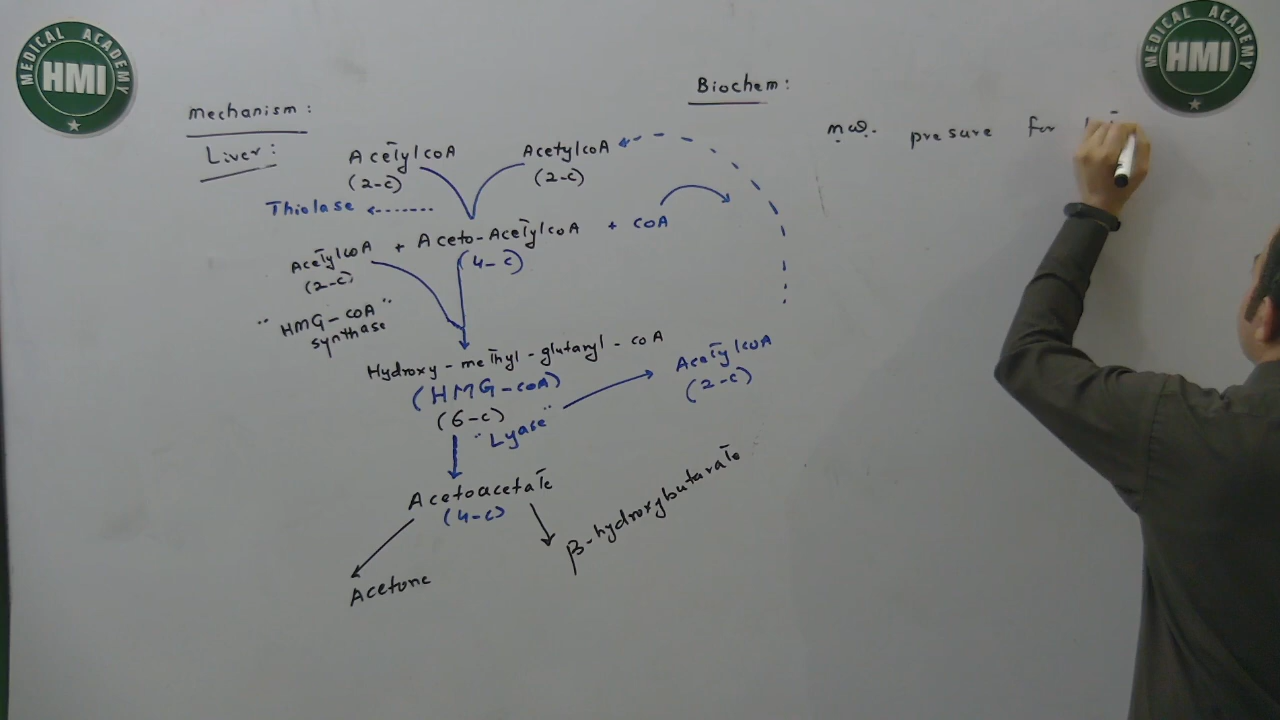 MEDICAL ACADEMY
HMI
MEDICAL ACADEMY
HMI
Biochem:
mechanism:
Liver:
AcetylcoA
(2-c)
AcetylcoA
(2-c)
Thiolase
AcetylcoA + Aceto-AcetylcoA + coA
(2-c)
(4-c)
"HMG-coA"
synthase
Hydroxy-methyl-glutaryl-coA
(HMG-coA)
(6-c)
"Lyase"
AcetylcoA
(2-c)
Acetoacetate
(4-c)
Acetone
β-hydroxybutarate
presure for